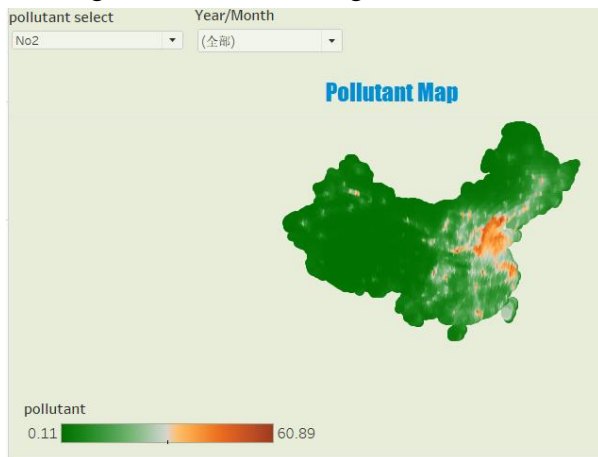 pollutant select
Year/Month
No2
(全部)
Pollutant Map
pollutant
0.11
60.89